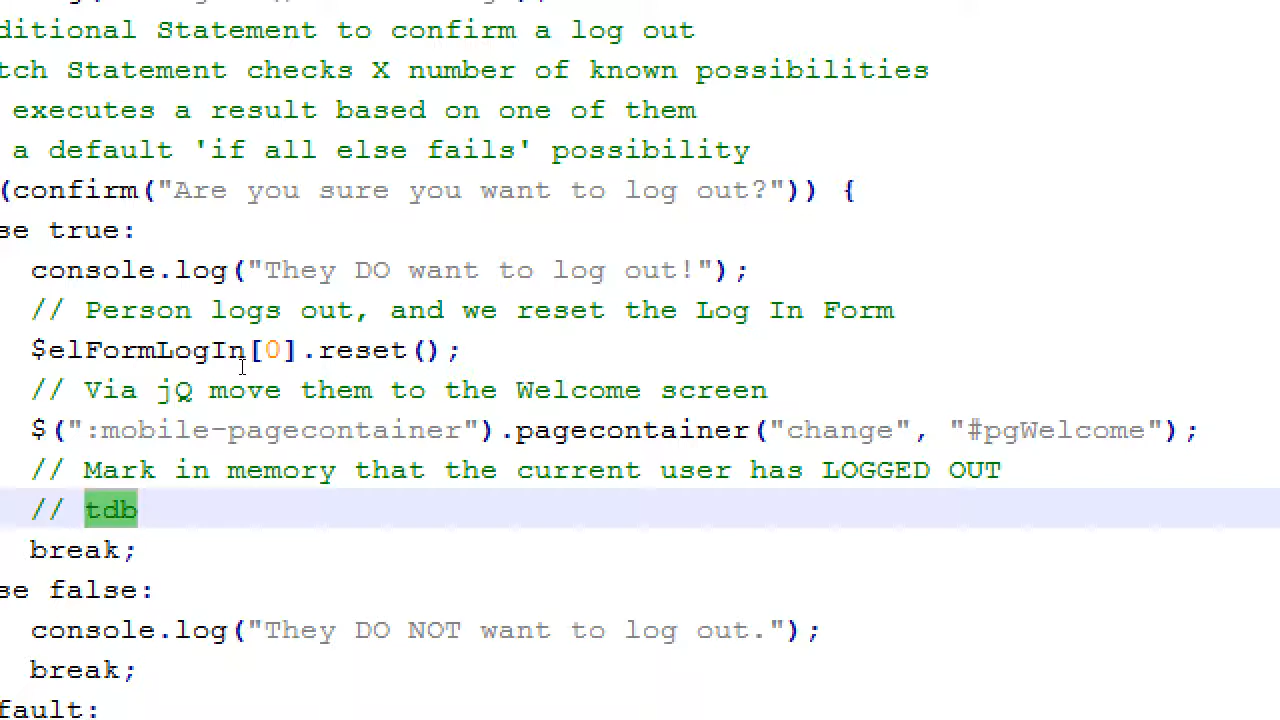 ditional Statement to confirm a log out
tch Statement checks X number of known possibilities
executes a result based on one of them
a default 'if all else fails' possibility
(confirm("Are you sure you want to log out?")) {
se true:
console.log("They DO want to log out!");
// Person logs out, and we reset the Log In Form
$elFormLogIn[0].reset();
// Via jQ move them to the Welcome screen
$(":mobile-pagecontainer").pagecontainer("change", "#pgWelcome");
// Mark in memory that the current user has LOGGED OUT
// tdb
break;
se false:
console.log("They DO NOT want to log out.");
break;
fault: